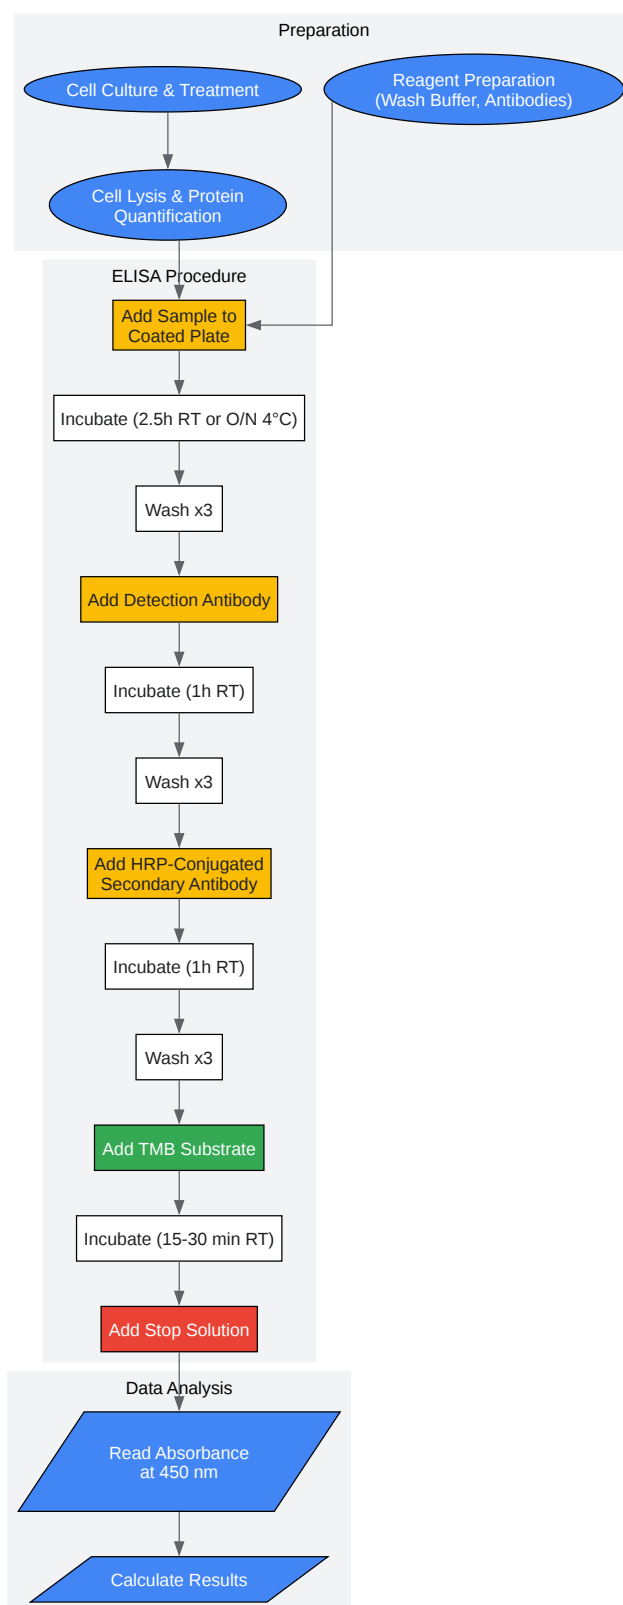 Preparation
Cell Culture & Treatment
Reagent Preparation
(Wash Buffer, Antibodies)
Cell Lysis & Protein
Quantification
ELISA Procedure
Add Sample to
Coated Plate
Incubate (2.5h RT or O/N 4°C)
Wash x3
Add Detection Antibody
Incubate (1h RT)
Wash x3
Add HRP-Conjugated
Secondary Antibody
Incubate (1h RT)
Wash x3
Add TMB Substrate
Incubate (15-30 min RT)
Add Stop Solution
Data Analysis
Read Absorbance
at 450 nm
Calculate Results